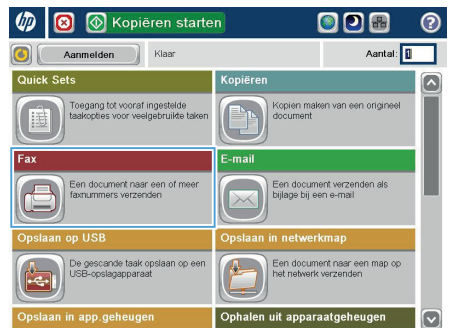 hp Kopiëren starten ?
Aanmelden Klaar Aantal: 1
Quick Sets
Toegang tot vooraf ingestelde
taakopties voor veelgebruikte taken
Kopiëren
Kopien maken van een origineel
document
Fax
Een document naar een of meer
faxnummers verzenden
E-mail
Een document verzenden als
bijlage bij een e-mail
Opslaan op USB
De gescande taak opslaan op een
USB-opslagapparaat
Opslaan in netwerkmap
Een document naar een map op
het netwerk verzenden
Opslaan in app.geheugen
Ophalen uit apparaatgeheugen